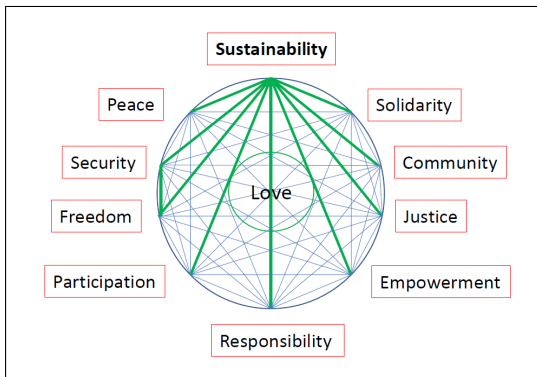 Sustainability
Peace
Solidarity
Security
Community
Love
Freedom
Justice
Participation
Empowerment
Responsibility